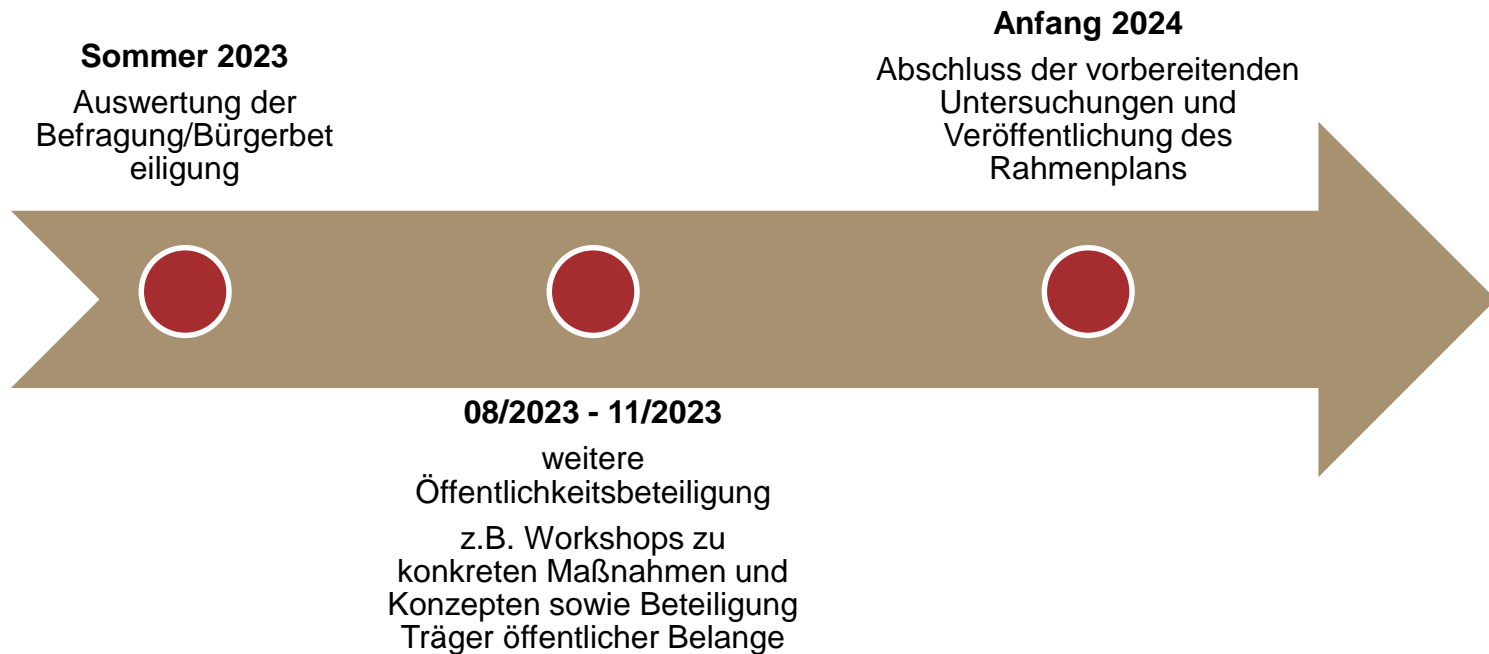 Sommer 2023
Auswertung der
Befragung/Bürgerbet
eiligung
08/2023 - 11/2023
weitere
Öffentlichkeitsbeteiligung
z.B. Workshops zu
konkreten Maßnahmen und
Konzepten sowie Beteiligung
Träger öffentlicher Belange
Anfang 2024
Abschluss der vorbereitenden
Untersuchungen und
Veröffentlichung des
Rahmenplans